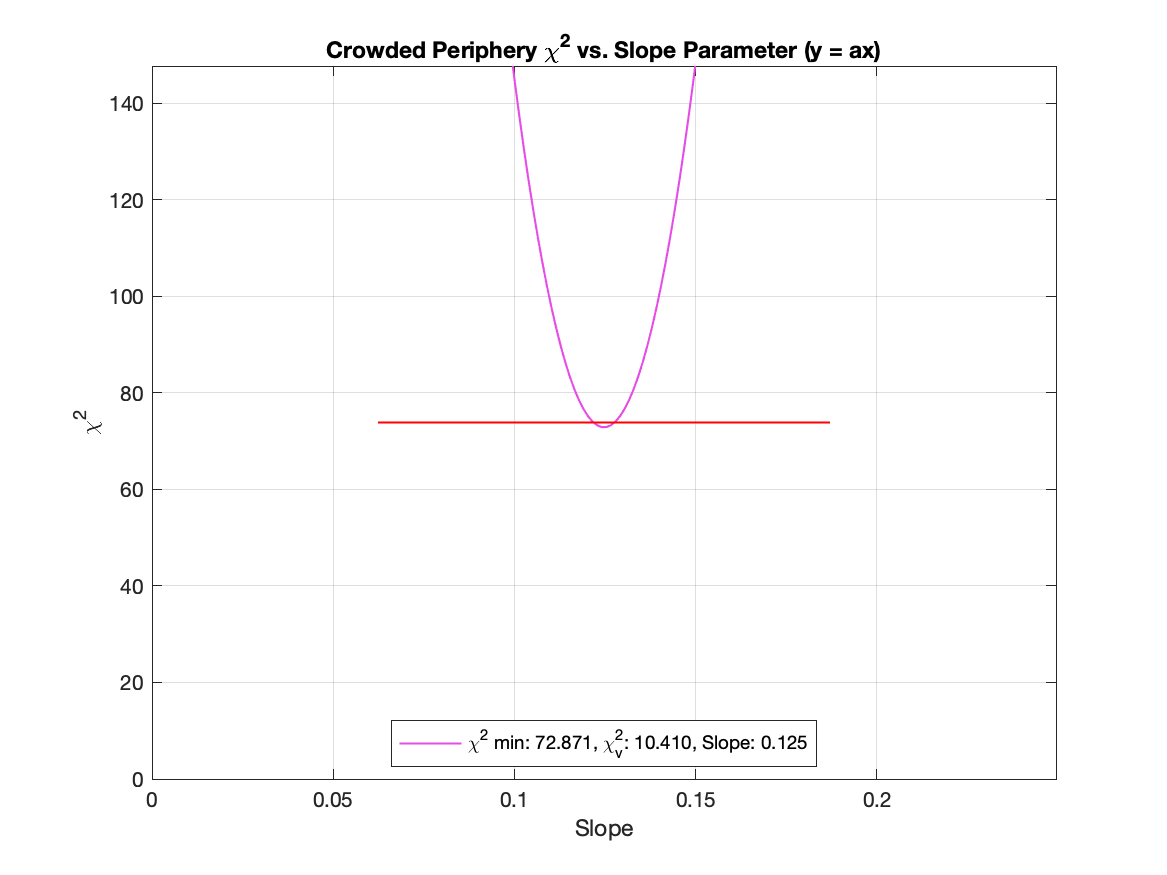 Crowded Periphery χ² vs. Slope Parameter (y = ax)
140
120
100
80
60
40
20
0
χ²
0 0.05 0.1 0.15 0.2
Slope
χ² min: 72.871, χ²ᵥ: 10.410, Slope: 0.125